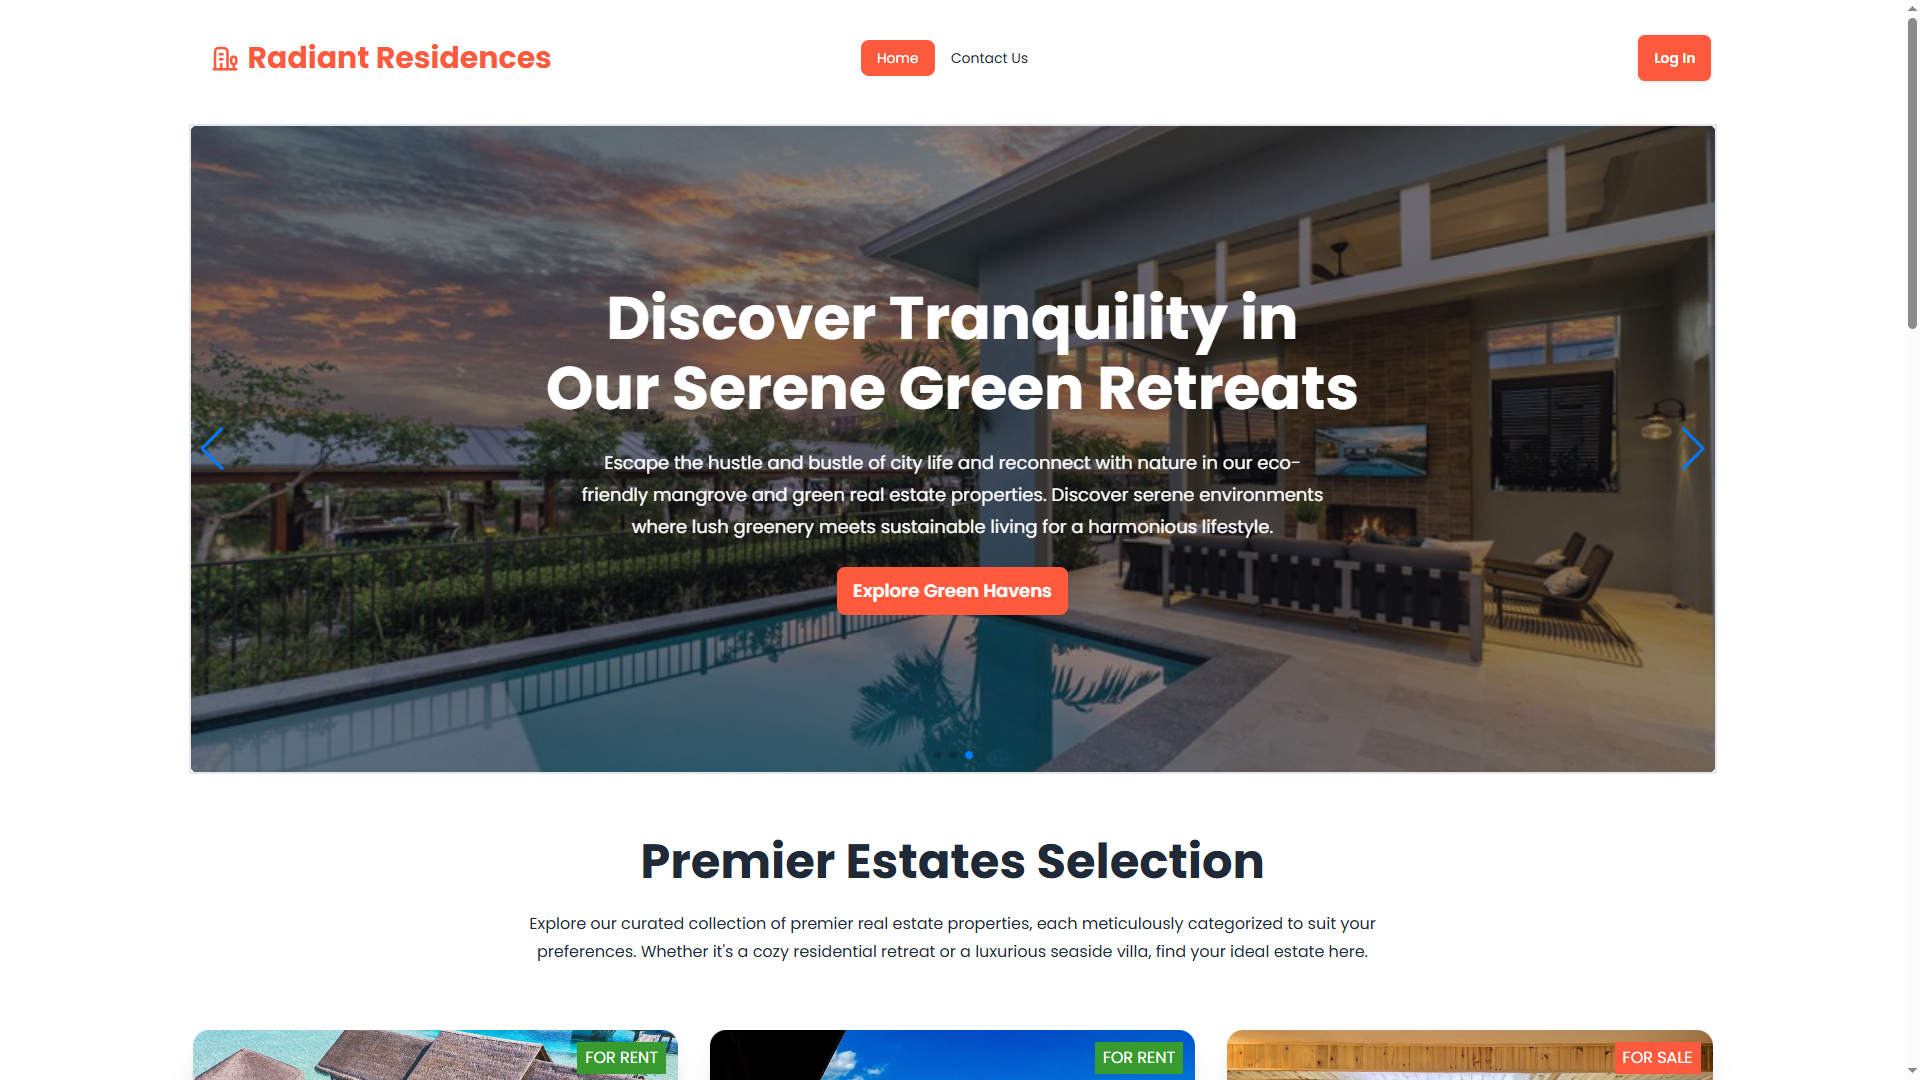 Radiant Residences
Home
Contact Us
Log In
Discover Tranquility in
Our Serene Green Retreats
Escape the hustle and bustle of city life and reconnect with nature in our eco-
friendly mangrove and green real estate properties. Discover serene environments
where lush greenery meets sustainable living for a harmonious lifestyle.
Explore Green Havens
Premier Estates Selection
Explore our curated collection of premier real estate properties, each meticulously categorized to suit your
preferences. Whether it's a cozy residential retreat or a luxurious seaside villa, find your ideal estate here.
FOR RENT
FOR RENT
FOR SALE